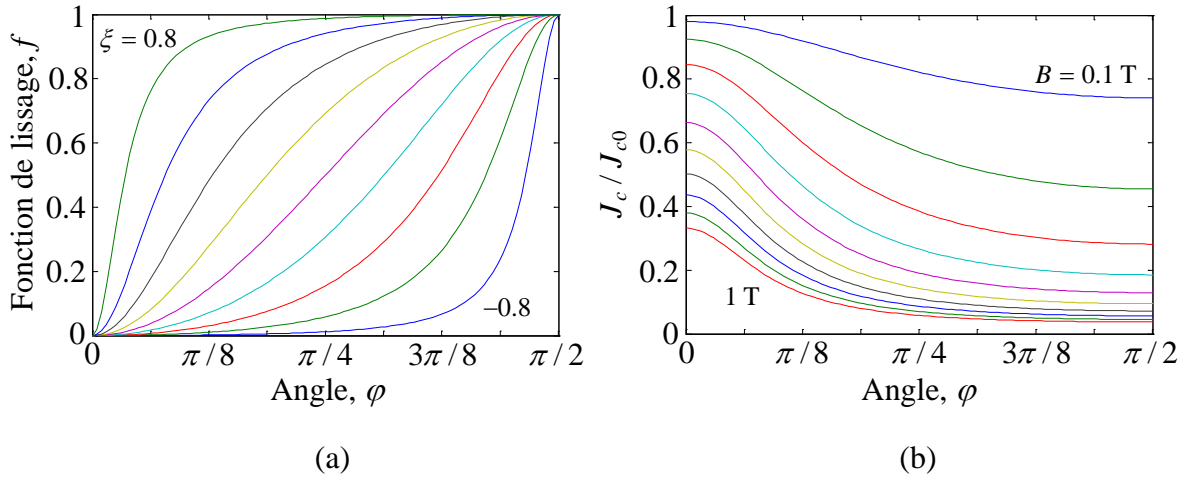 Fonction de lissage, f
1
0.8
0.6
0.4
0.2
0
ξ = 0.8
−0.8
0
π / 8
π / 4
3π / 8
π / 2
Angle, φ
(a)
J_c / J_c0
1
0.8
0.6
0.4
0.2
0
B = 0.1 T
1 T
0
π / 8
π / 4
3π / 8
π / 2
Angle, φ
(b)